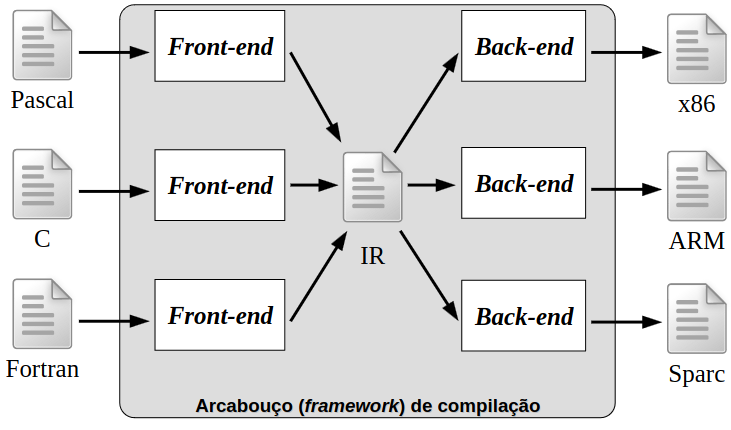 Front-end
Back-end
Pascal
x86
Front-end
Back-end
C
IR
ARM
Front-end
Back-end
Fortran
Sparc
Arcabouço (framework) de compilação